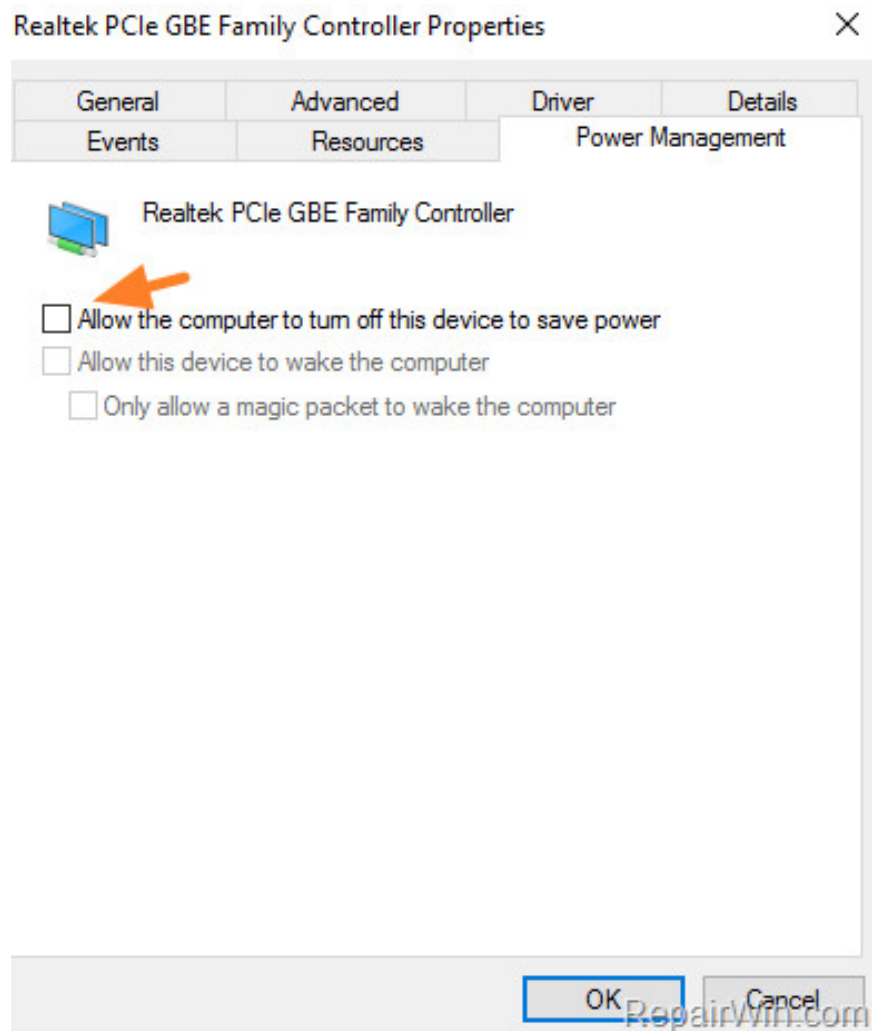 Realtek PCIe GBE Family Controller Properties
General Advanced Driver Details
Events Resources Power Management
Realtek PCIe GBE Family Controller
Allow the computer to turn off this device to save power
Allow this device to wake the computer
Only allow a magic packet to wake the computer
OK Cancel
RepairWin.com